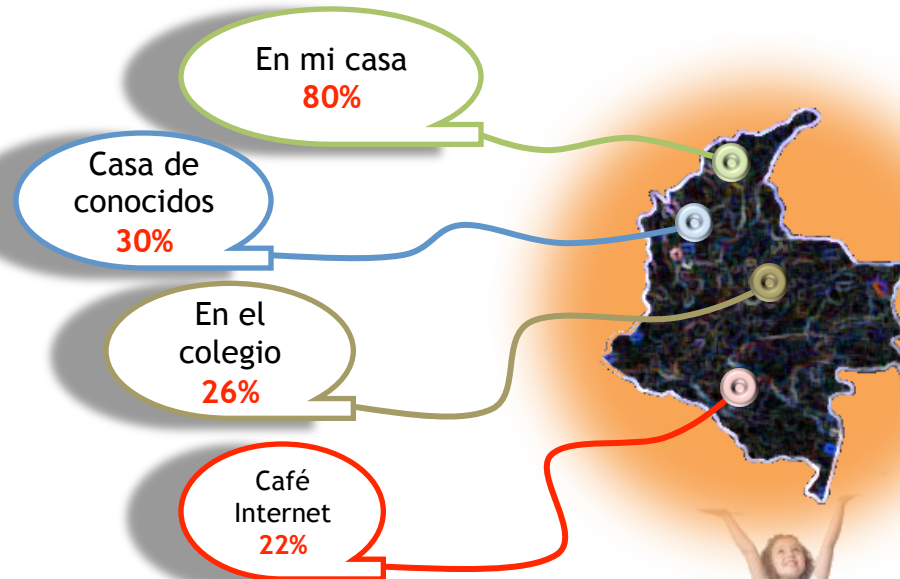 En mi casa
80%
Casa de
conocidos
30%
En el
colegio
26%
Café
Internet
22%